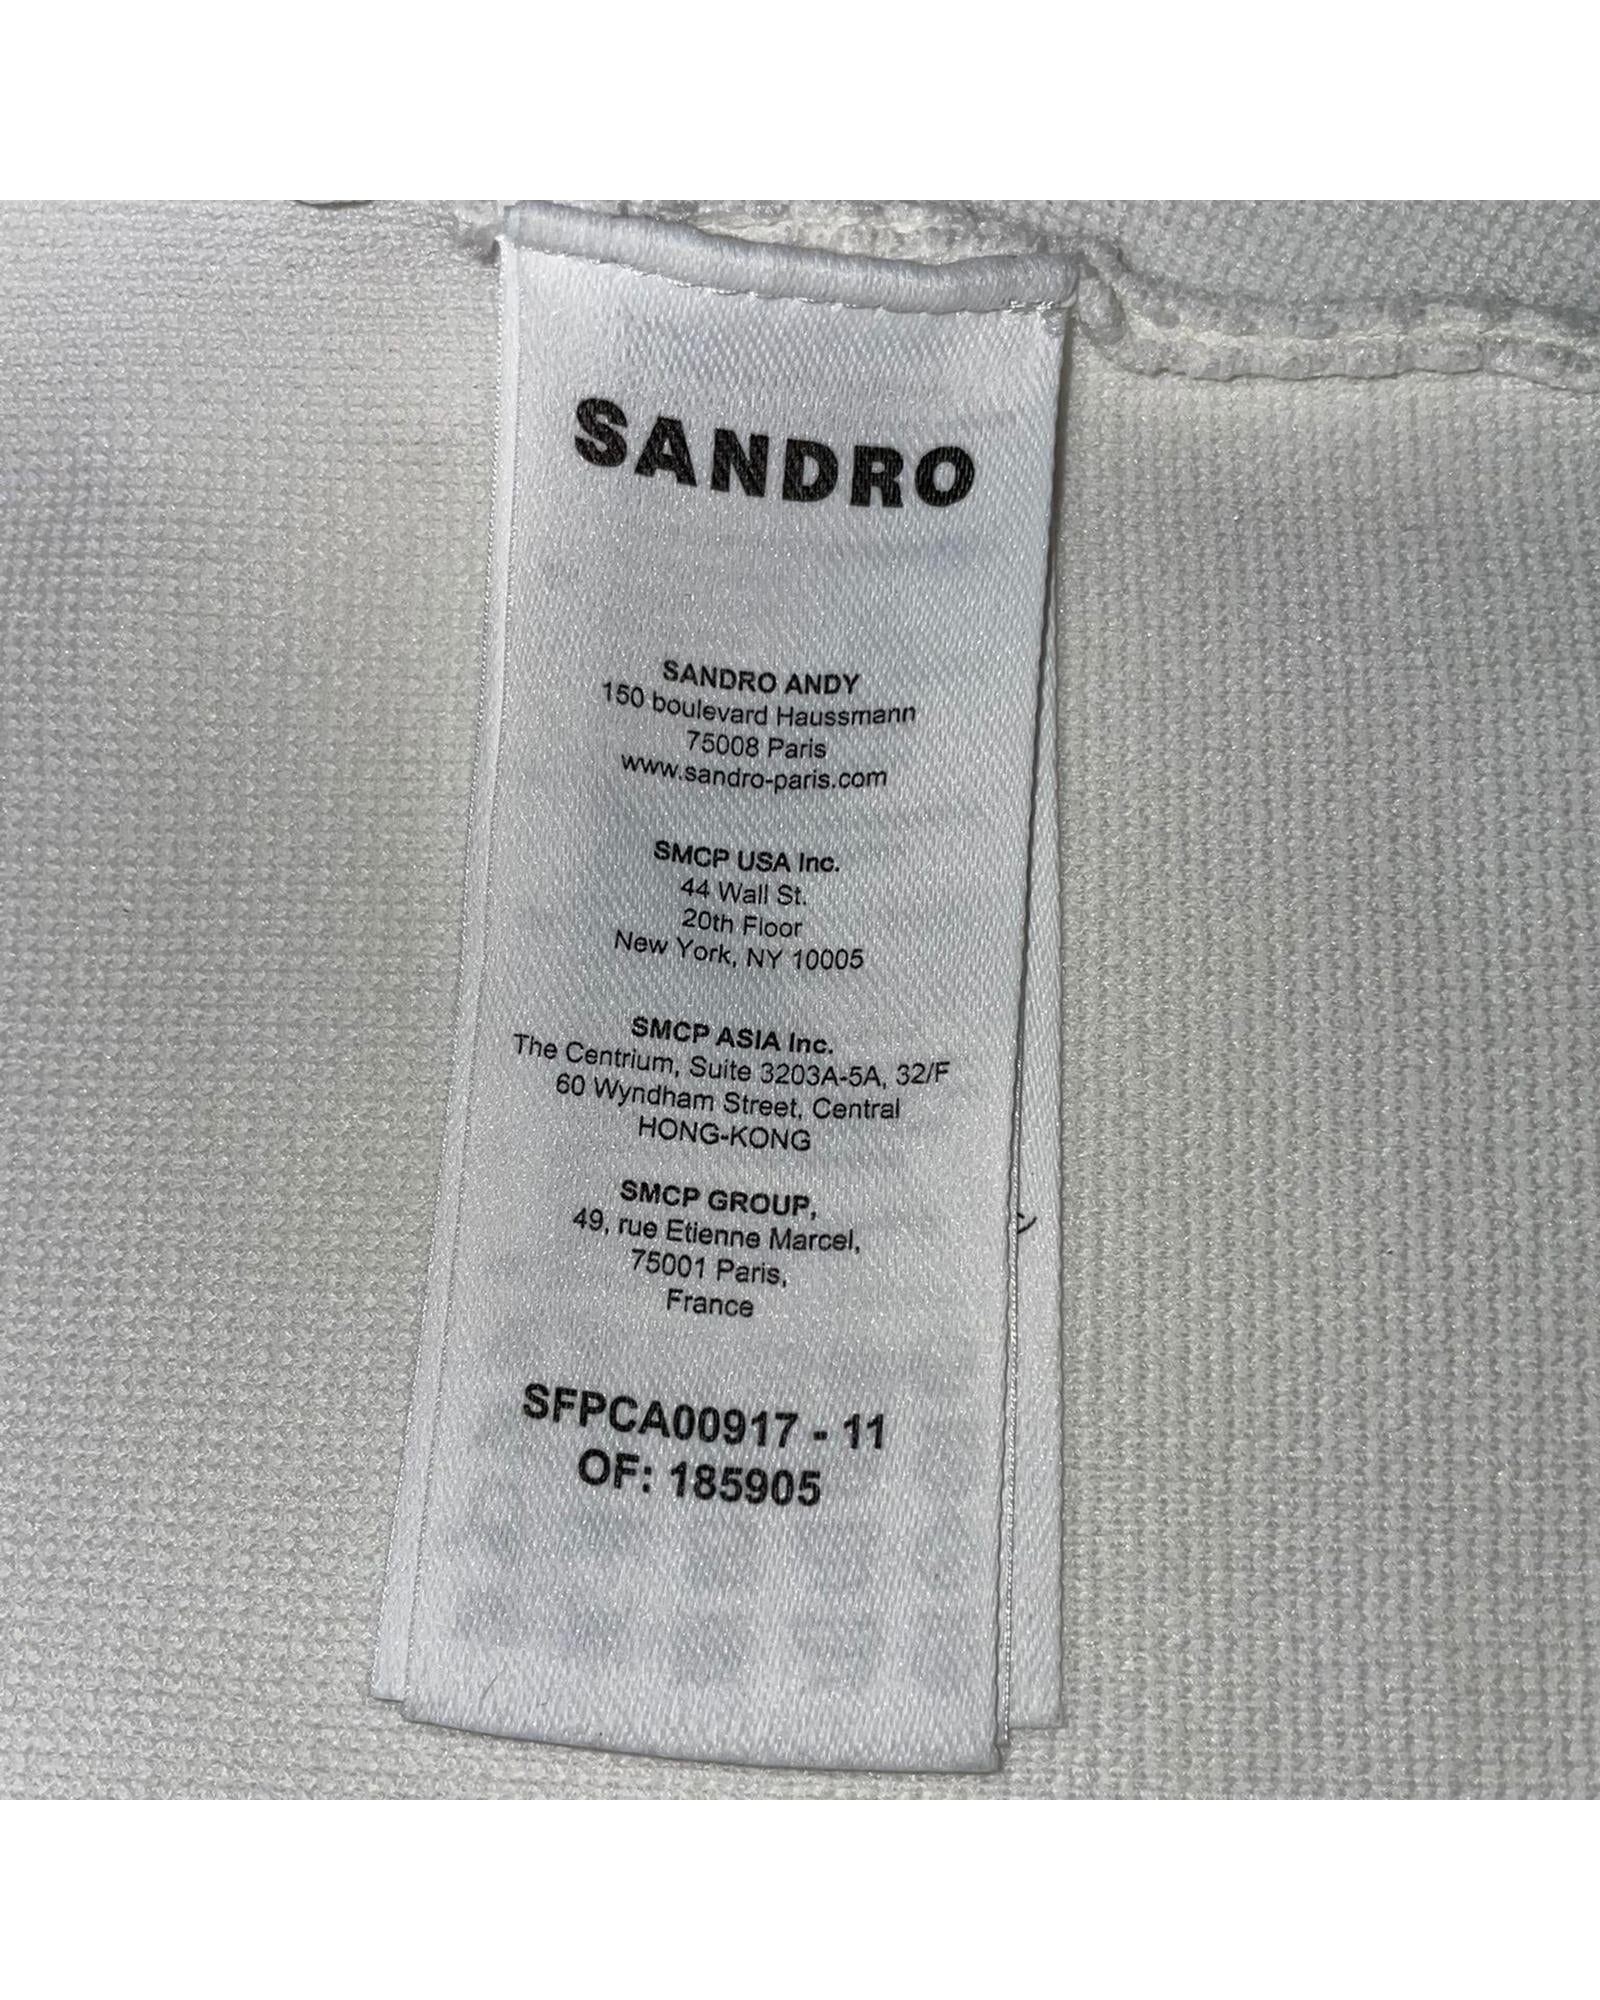 SANDRO
SANDRO ANDY
150 boulevard Haussmann
75008 Paris
www.sandro-paris.com
SMCP USA Inc.
44 Wall St.
20th Floor
New York, NY 10005
SMCP ASIA Inc.
The Centrium, Suite 3203A-5A, 32/F
60 Wyndham Street, Central
HONG-KONG
SMCP GROUP,
49, rue Etienne Marcel,
75001 Paris,
France
SFPCA00917 - 11
OF: 185905